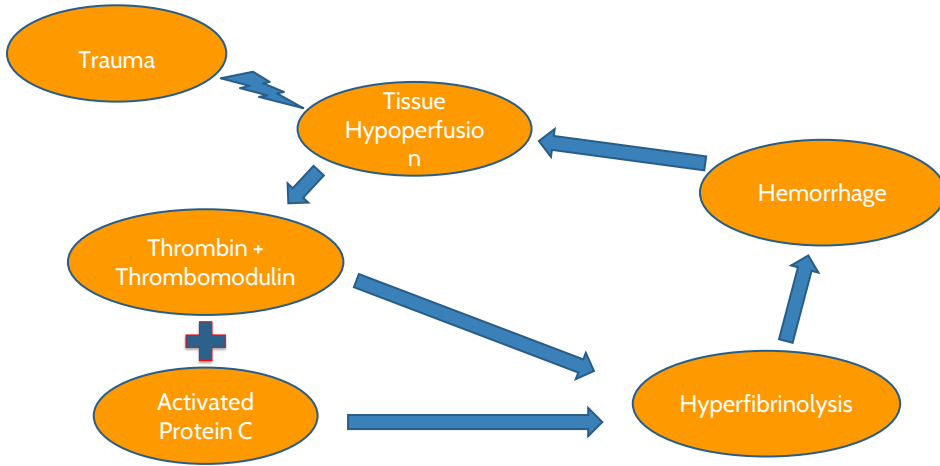 Trauma
Tissue
Hypoperfusio
n
Hemorrhage
Thrombin +
Thrombomodulin
Activated
Protein C
Hyperfibrinolysis